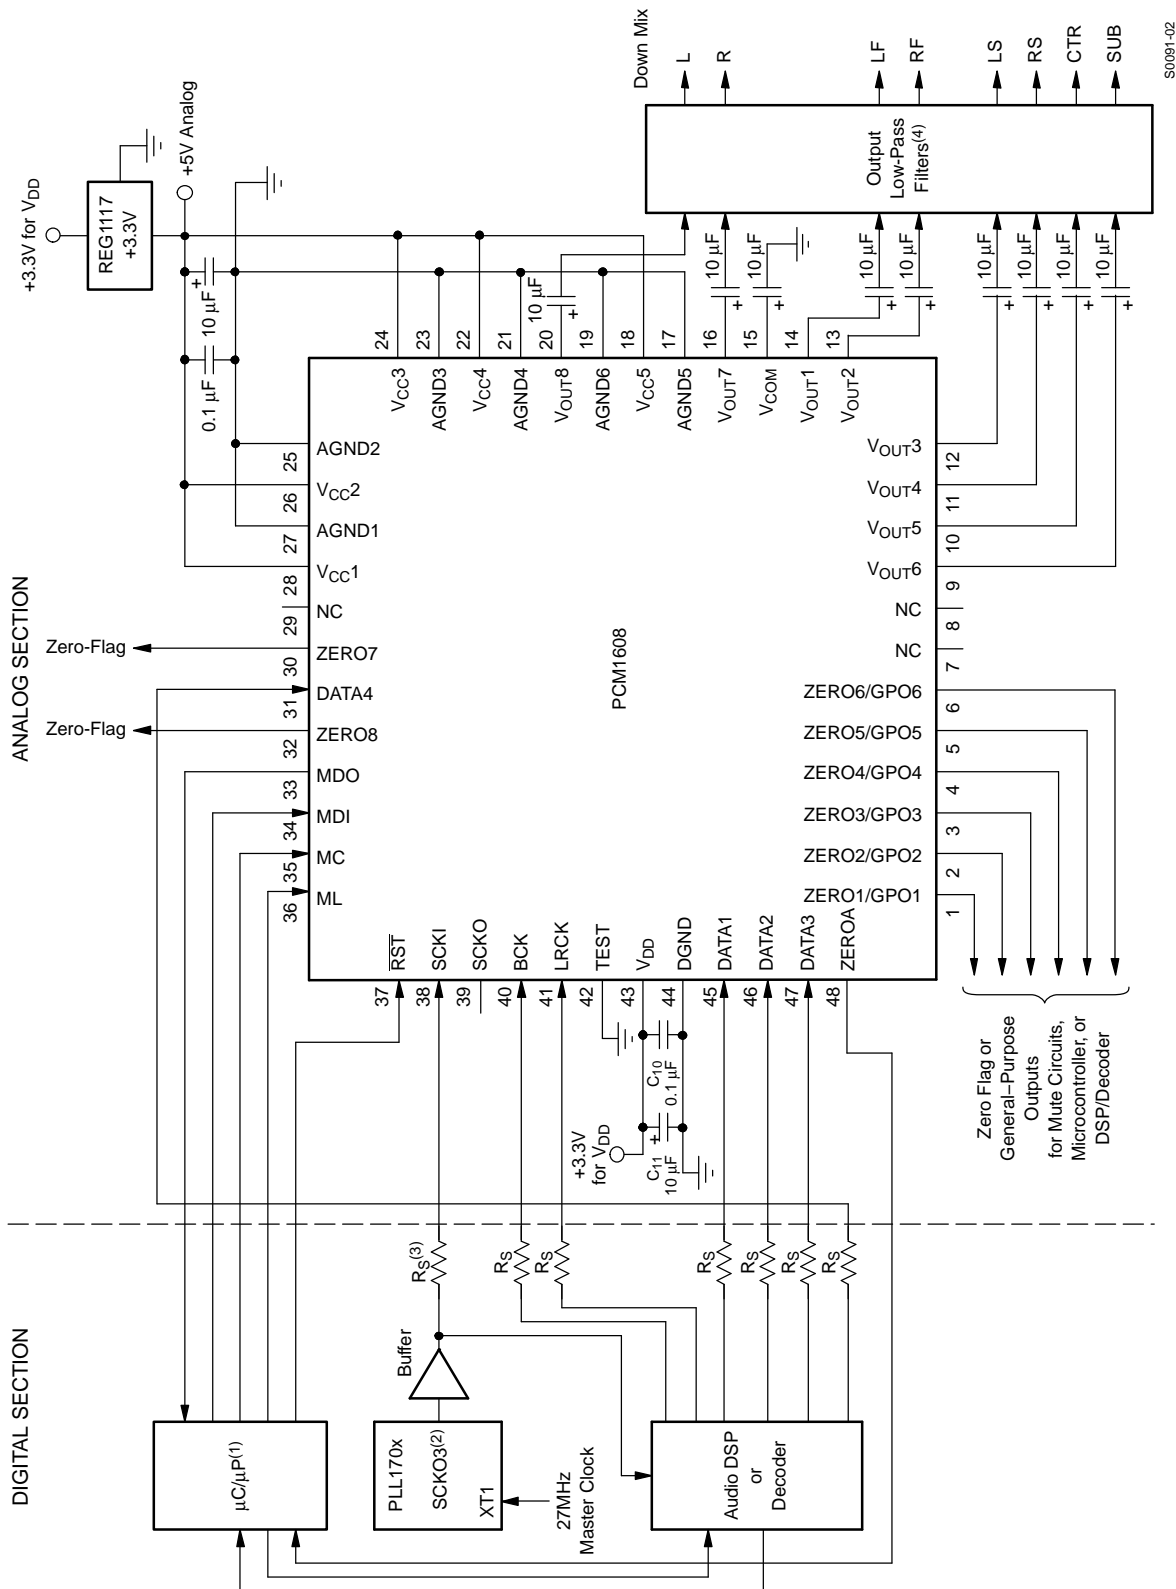 DIGITAL SECTION
ANALOG SECTION
µC/µP(1)
PLL170x
SCKO3(2)
XT1
27MHz
Master Clock
Buffer
Audio DSP
or
Decoder
RS(3)
RS
RS
RS
RS
RS
RS
+3.3V
for VDD
C11
10 µF
+
C10
0.1 µF
Zero-Flag
Zero-Flag
PCM1608
36 ML
35 MC
34 MDI
33 MDO
32 ZERO8
31 DATA4
30 ZERO7
29 NC
28 VCC1
27 AGND1
26 VCC2
25 AGND2
37 RST
38 SCKI
39 SCKO
40 BCK
41 LRCK
42 TEST
43 VDD
44 DGND
45 DATA1
46 DATA2
47 DATA3
48 ZEROA
24 VCC3
23 AGND3
22 VCC4
21 AGND4
20 VOUT8
19 AGND6
18 VCC5
17 AGND5
16 VOUT7
15 VCOM
14 VOUT1
13 VOUT2
ZERO1/GPO1 1
ZERO2/GPO2 2
ZERO3/GPO3 3
ZERO4/GPO4 4
ZERO5/GPO5 5
ZERO6/GPO6 6
NC 7
NC 8
VOUT6 9
VOUT5 10
VOUT4 11
VOUT3 12
0.1 µF
10 µF
+
+3.3V for VDD
REG1117
+3.3V
+5V Analog
10 µF
+
10 µF
+
10 µF
+
10 µF
+
10 µF
+
10 µF
+
10 µF
+
10 µF
+
10 µF
+
Output
Low-Pass
Filters(4)
Down Mix
L
R
LF
RF
LS
RS
CTR
SUB
Zero Flag or
General−Purpose
Outputs
for Mute Circuits,
Microcontroller, or
DSP/Decoder
S0091-02